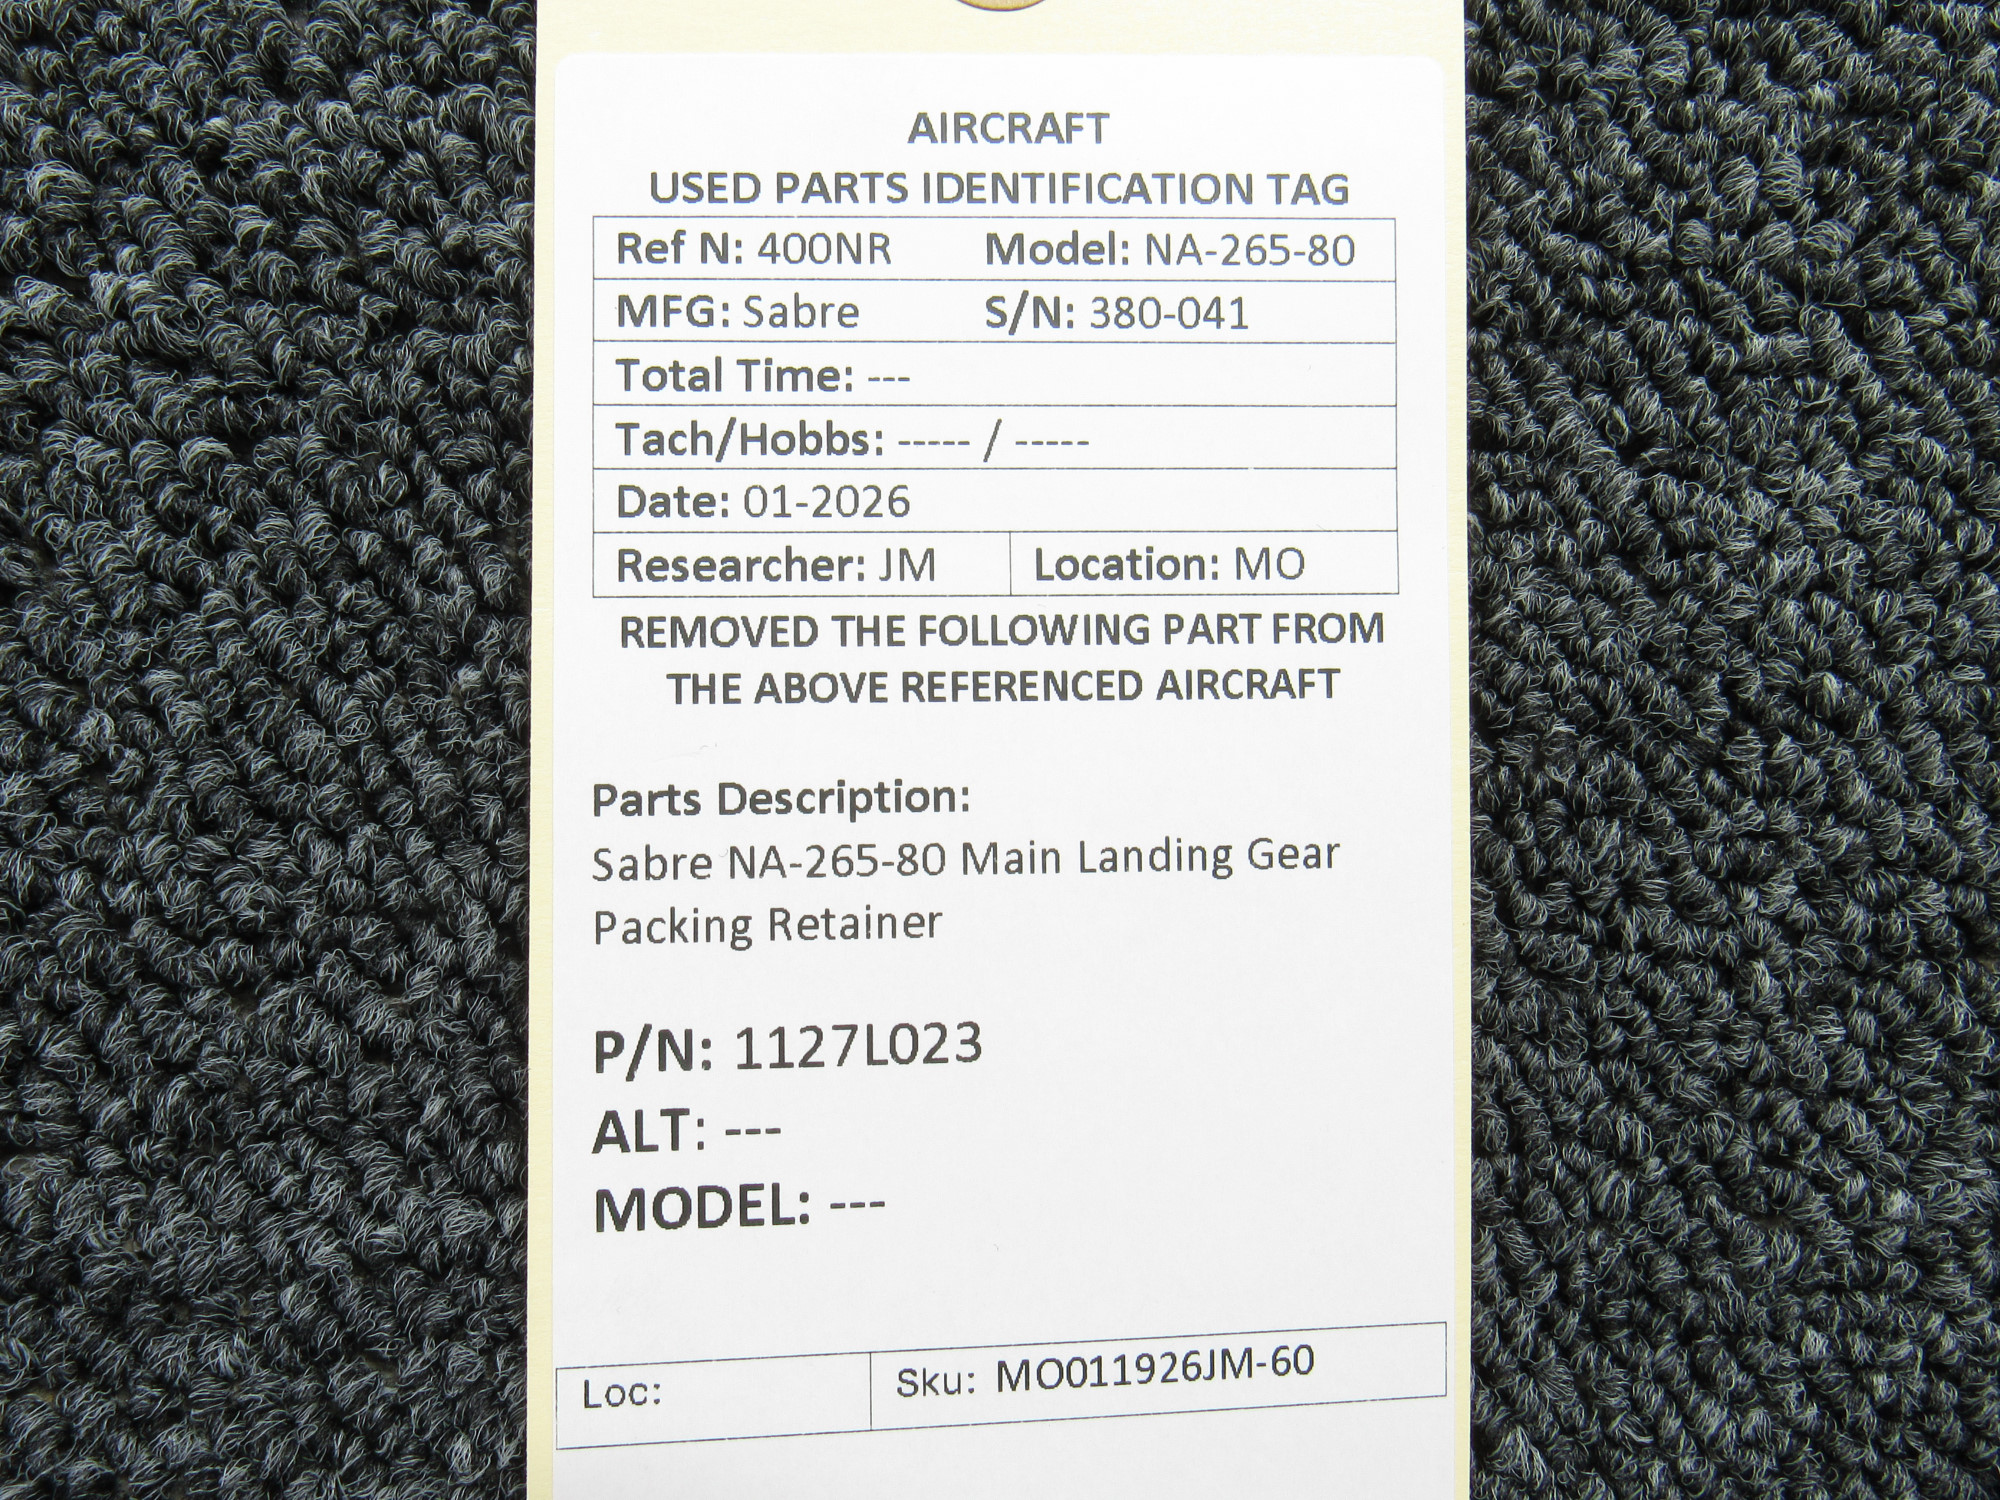 AIRCRAFT
USED PARTS IDENTIFICATION TAG
Ref N: 400NR Model: NA-265-80
MFG: Sabre S/N: 380-041
Total Time: ---
Tach/Hobbs: ----- / -----
Date: 01-2026
Researcher: JM Location: MO
REMOVED THE FOLLOWING PART FROM
THE ABOVE REFERENCED AIRCRAFT
Parts Description:
Sabre NA-265-80 Main Landing Gear
Packing Retainer
P/N: 1127L023
ALT: ---
MODEL: ---
Loc: Sku: MO011926JM-60